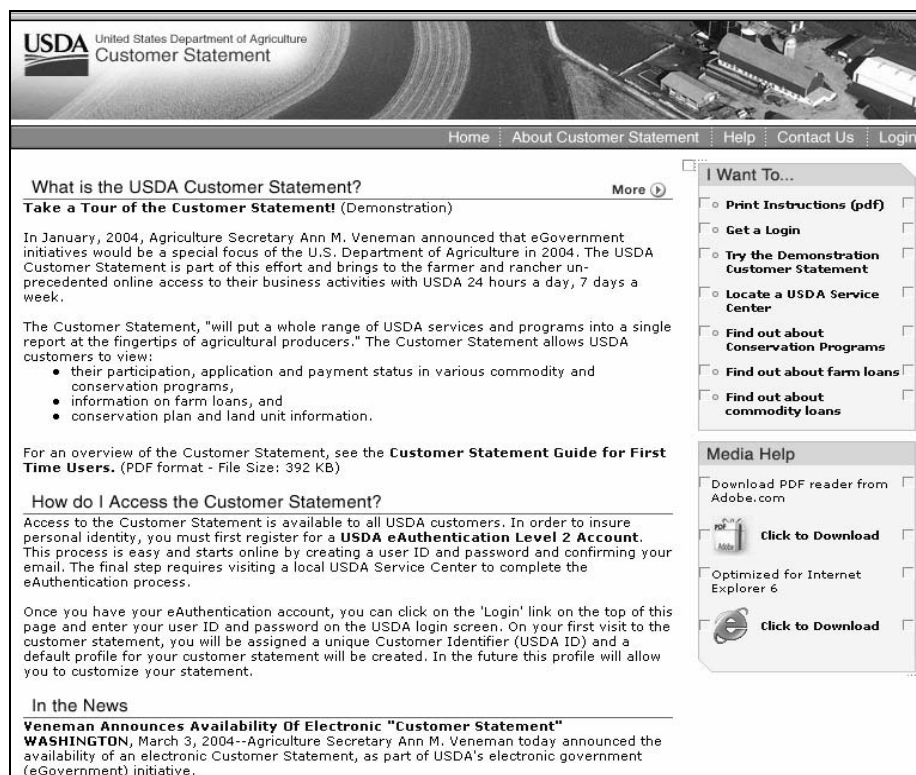 USDA United States Department of Agriculture
Customer Statement
Home About Customer Statement Help Contact Us Login
What is the USDA Customer Statement? More
Take a Tour of the Customer Statement! (Demonstration)
In January, 2004, Agriculture Secretary Ann M. Veneman announced that eGovernment
initiatives would be a special focus of the U.S. Department of Agriculture in 2004. The USDA
Customer Statement is part of this effort and brings to the farmer and rancher un-
precedented online access to their business activities with USDA 24 hours a day, 7 days a
week.
The Customer Statement, "will put a whole range of USDA services and programs into a single
report at the fingertips of agricultural producers." The Customer Statement allows USDA
customers to view:
• their participation, application and payment status in various commodity and
conservation programs,
• information on farm loans, and
• conservation plan and land unit information.
For an overview of the Customer Statement, see the Customer Statement Guide for First
Time Users. (PDF format - File Size: 392 KB)
How do I Access the Customer Statement?
Access to the Customer Statement is available to all USDA customers. In order to insure
personal identity, you must first register for a USDA eAuthentication Level 2 Account.
This process is easy and starts online by creating a user ID and password and confirming your
email. The final step requires visiting a local USDA Service Center to complete the
eAuthentication process.
Once you have your eAuthentication account, you can click on the 'Login' link on the top of this
page and enter your user ID and password on the USDA login screen. On your first visit to the
customer statement, you will be assigned a unique Customer Identifier (USDA ID) and a
default profile for your customer statement will be created. In the future this profile will allow
you to customize your statement.
In the News
Veneman Announces Availability Of Electronic "Customer Statement"
WASHINGTON, March 3, 2004--Agriculture Secretary Ann M. Veneman today announced the
availability of an electronic Customer Statement, as part of USDA's electronic government
(eGovernment) initiative.
I Want To...
Print Instructions (pdf)
Get a Login
Try the Demonstration
Customer Statement
Locate a USDA Service
Center
Find out about
Conservation Programs
Find out about farm loans
Find out about
commodity loans
Media Help
Download PDF reader from
Adobe.com
PDF
Adobe
Click to Download
Optimized for Internet
Explorer 6
Click to Download